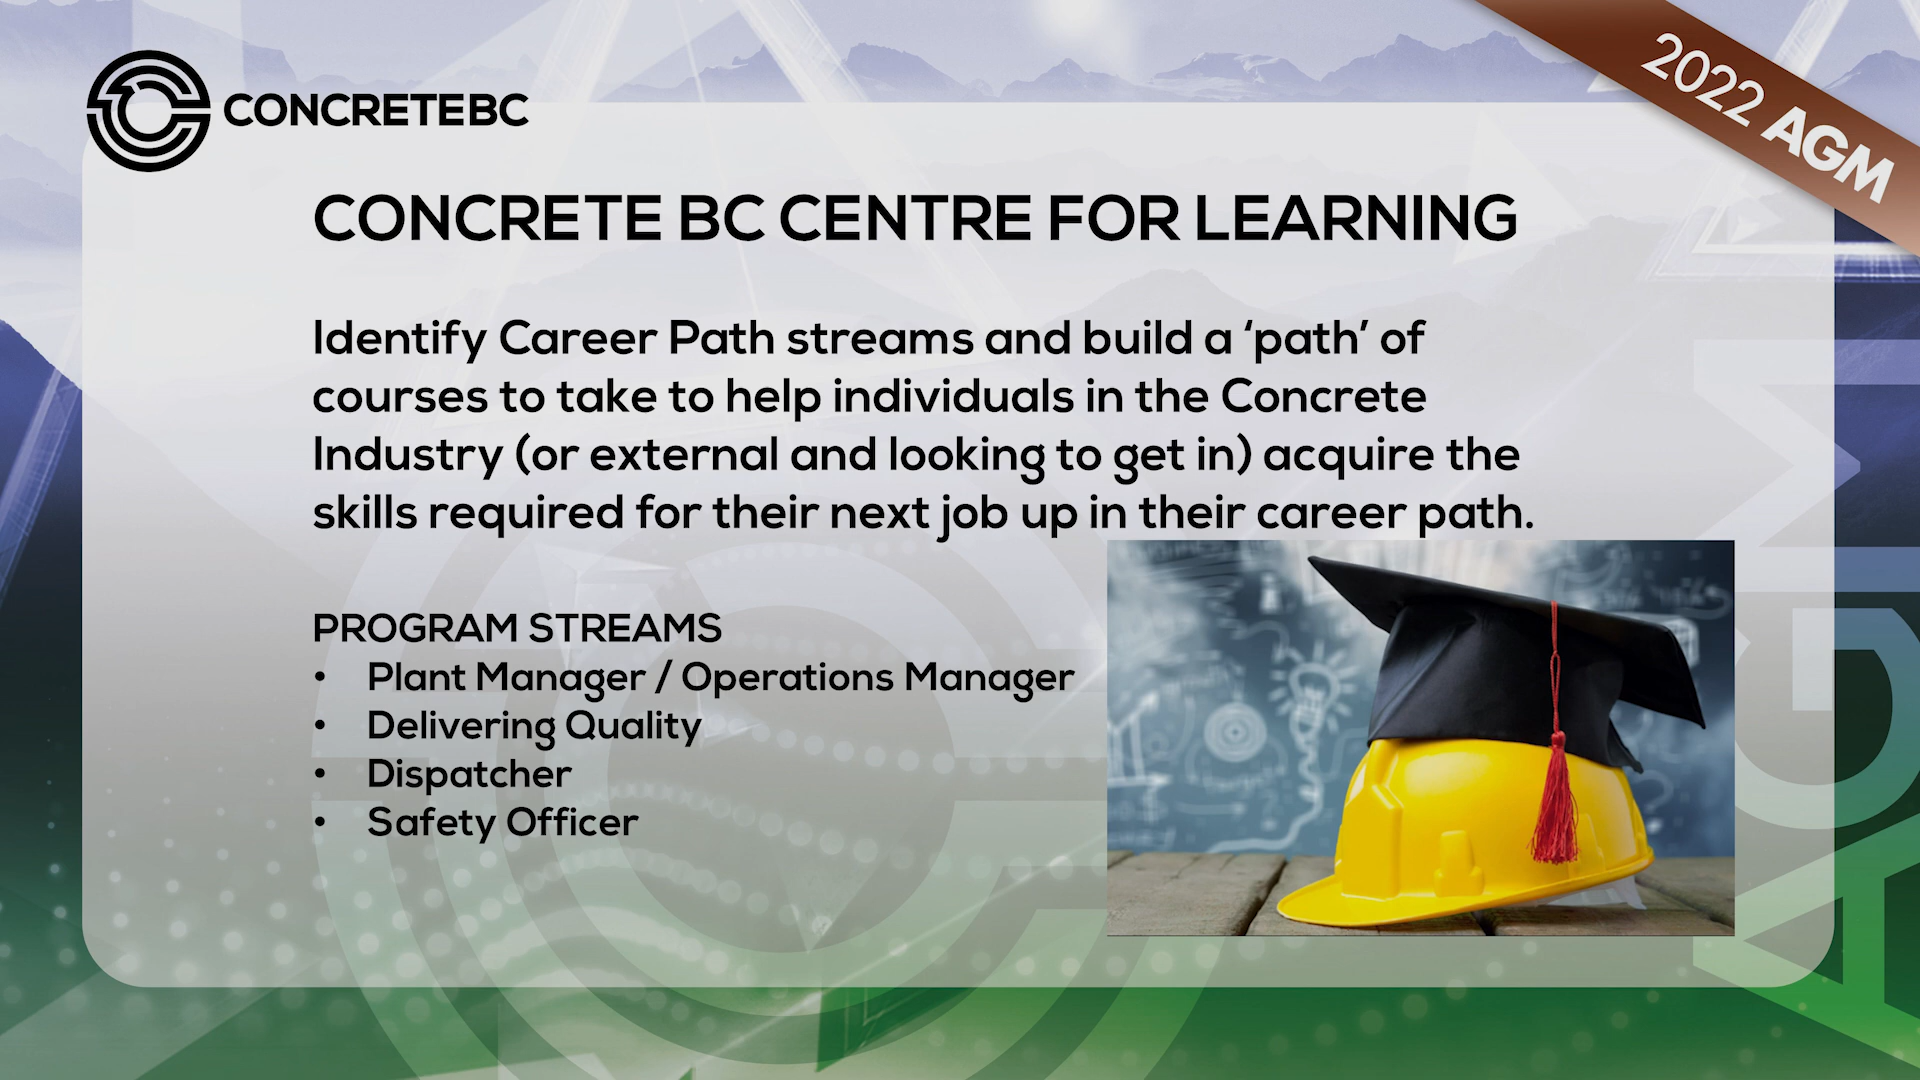 CONCRETEBC
2022 AGM
CONCRETE BC CENTRE FOR LEARNING
Identify Career Path streams and build a ‘path’ of
courses to take to help individuals in the Concrete
Industry (or external and looking to get in) acquire the
skills required for their next job up in their career path.
PROGRAM STREAMS
• Plant Manager / Operations Manager
• Delivering Quality
• Dispatcher
• Safety Officer
AGM